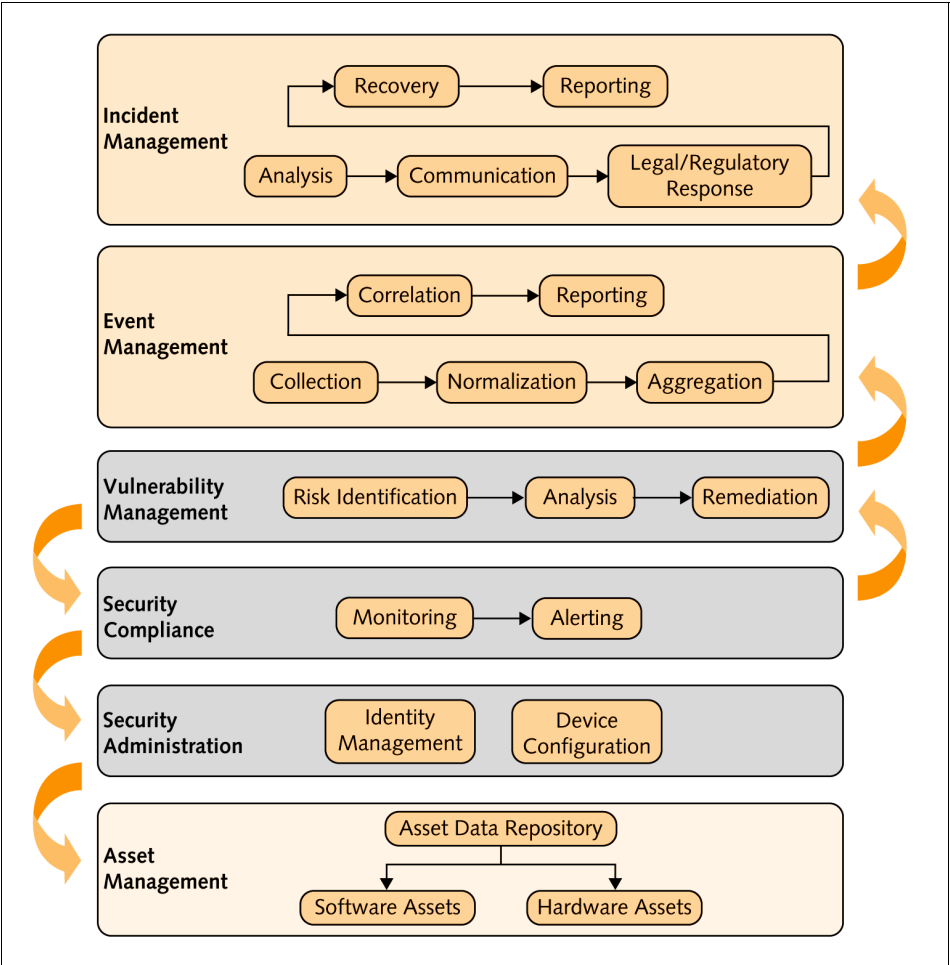 Incident
Management
Recovery
Reporting
Analysis
Communication
Legal/Regulatory
Response
Event
Management
Correlation
Reporting
Collection
Normalization
Aggregation
Vulnerability
Management
Risk Identification
Analysis
Remediation
Security
Compliance
Monitoring
Alerting
Security
Administration
Identity
Management
Device
Configuration
Asset
Management
Asset Data Repository
Software Assets
Hardware Assets